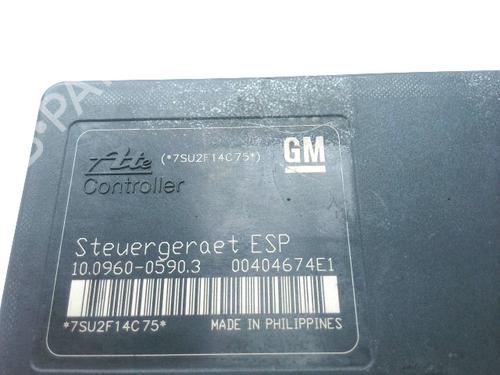 Ate (*7SU2F14C75*) GM
Controller
Steuergeraet ESP
10.0960-0590.3 00404674E1
*7SU2F14C75* MADE IN PHILIPPINES